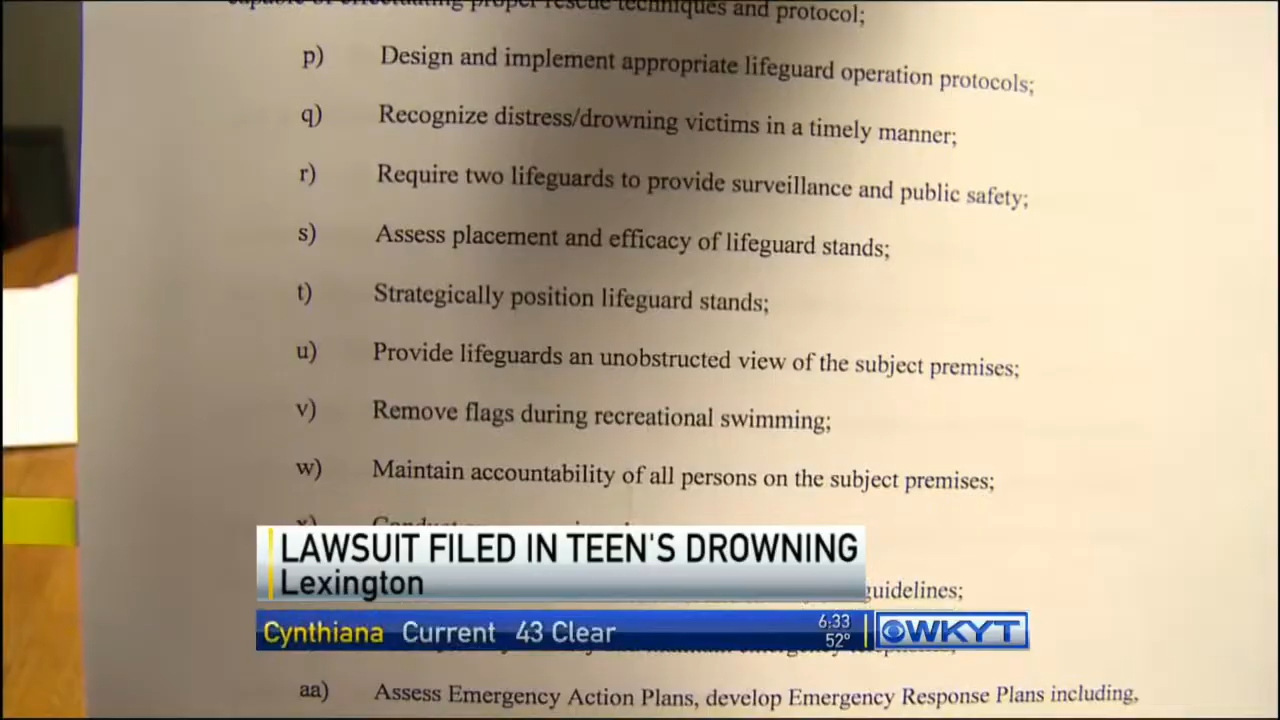 capable of effectuating proper rescue techniques and protocol;
p) Design and implement appropriate lifeguard operation protocols;
q) Recognize distress/drowning victims in a timely manner;
r) Require two lifeguards to provide surveillance and public safety;
s) Assess placement and efficacy of lifeguard stands;
t) Strategically position lifeguard stands;
u) Provide lifeguards an unobstructed view of the subject premises;
v) Remove flags during recreational swimming;
w) Maintain accountability of all persons on the subject premises;
x)
LAWSUIT FILED IN TEEN'S DROWNING
Lexington
guidelines;
Cynthiana Current 43 Clear
6:33
52°
WKYT
aa) Assess Emergency Action Plans, develop Emergency Response Plans including,